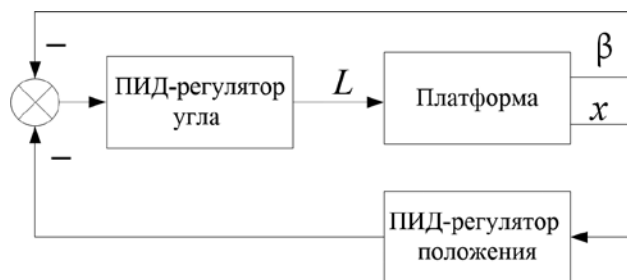 −
β
ПИД-регулятор
угла
L
Платформа
x
−
ПИД-регулятор
положения